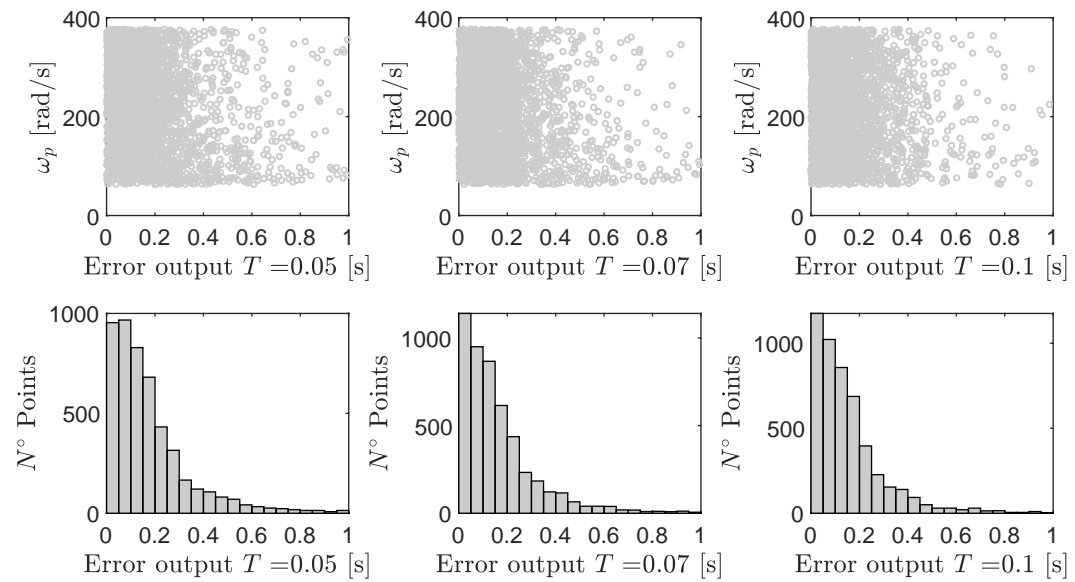 400
200
0
ω_p [rad/s]
0 0.2 0.4 0.6 0.8 1
Error output T =0.05 [s]
400
200
0
ω_p [rad/s]
0 0.2 0.4 0.6 0.8 1
Error output T =0.07 [s]
400
200
0
ω_p [rad/s]
0 0.2 0.4 0.6 0.8 1
Error output T =0.1 [s]
1000
500
0
N° Points
0 0.2 0.4 0.6 0.8 1
Error output T =0.05 [s]
1000
500
0
N° Points
0 0.2 0.4 0.6 0.8 1
Error output T =0.07 [s]
1000
500
0
N° Points
0 0.2 0.4 0.6 0.8 1
Error output T =0.1 [s]